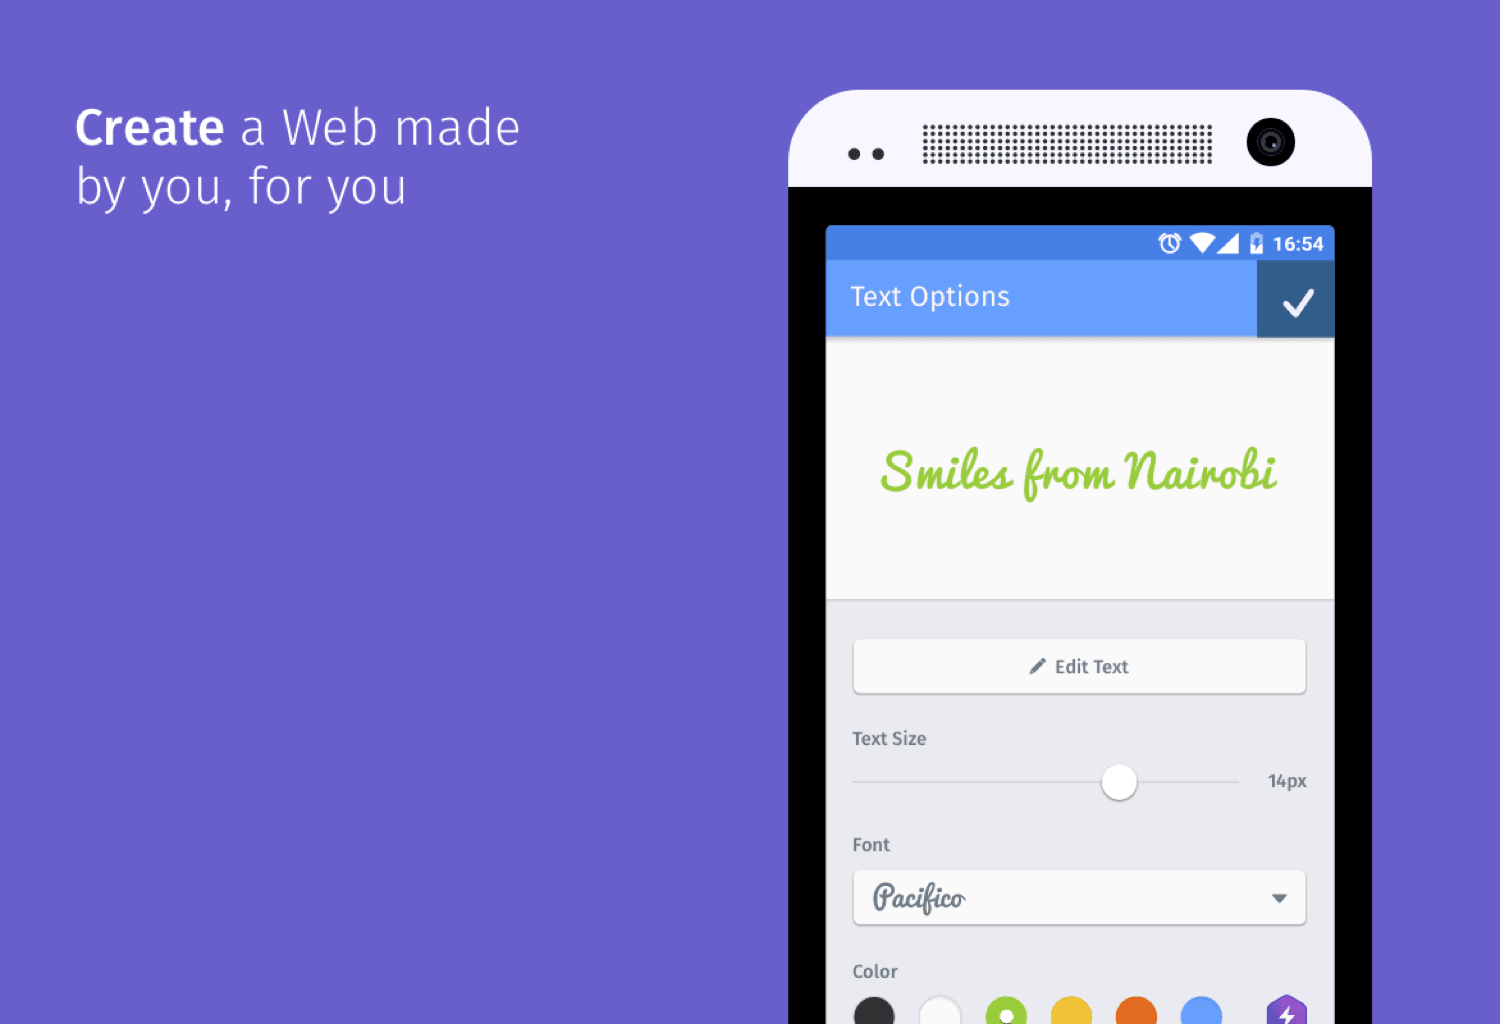 Create a Web made
by you, for you
16:54
Text Options
Smiles from Nairobi
Edit Text
Text Size
14px
Font
Pacifico
Color